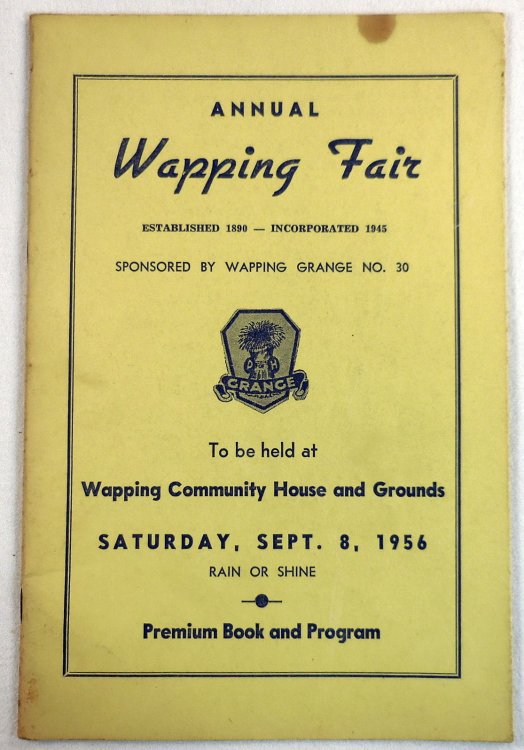 ANNUAL
Wapping Fair
ESTABLISHED 1890 — INCORPORATED 1945
SPONSORED BY WAPPING GRANGE NO. 30
P H
GRANGE
To be held at
Wapping Community House and Grounds
SATURDAY, SEPT. 8, 1956
RAIN OR SHINE
Premium Book and Program